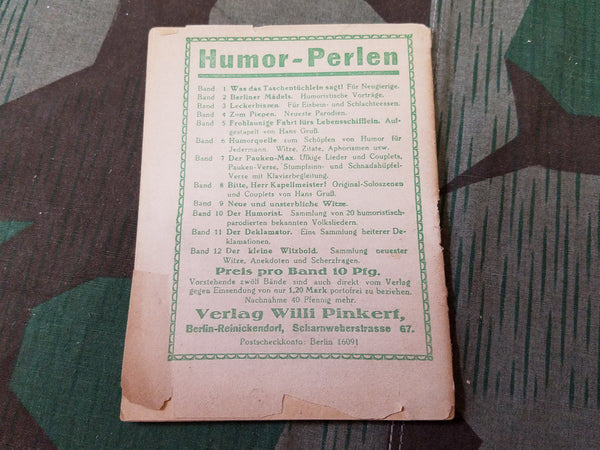 Humor-Perlen
Band 1 Was das Taschentüchlein sagt! Für Neugierige.
Band 2 Berliner Mädels. Humoristische Vorträge.
Band 3 Leckerbissen. Für Eisbein- und Schlachteessen.
Band 4 Zum Piepen. Neueste Parodien.
Band 5 Frohlaunige Fahrt fürs Lebensschifflein. Auf-
gestapelt von Hans Gruß.
Band 6 Humorquelle zum Schöpfen von Humor für
Jedermann. Witze, Zitate, Aphorismen usw.
Band 7 Der Pauken-Max. Ulkige Lieder und Couplets,
Pauken-Verse, Stumpfsinn- und Schnadahüpfel-
Verse mit Klavierbegleitung.
Band 8 Bitte, Herr Kapellmeister! Original-Soloszenen
und Couplets von Hans Gruß.
Band 9 Neue und unsterbliche Witze.
Band 10 Der Humorist. Sammlung von 20 humoristisch-
parodierten bekannten Volksliedern.
Band 11 Der Deklamator. Eine Sammlung heiterer De-
klamationen.
Band 12 Der kleine Witzbold. Sammlung neuester
Witze, Anekdoten und Scherzfragen.
Preis pro Band 10 Pfg.
Vorstehende zwölf Bände sind auch direkt vom Verlag
gegen Einsendung von nur 1,20 Mark portofrei zu beziehen.
Nachnahme 40 Pfennig mehr.
Verlag Willi Pinkert,
Berlin-Reinickendorf, Scharnweberstrasse 67.
Postscheckkonto: Berlin 16091